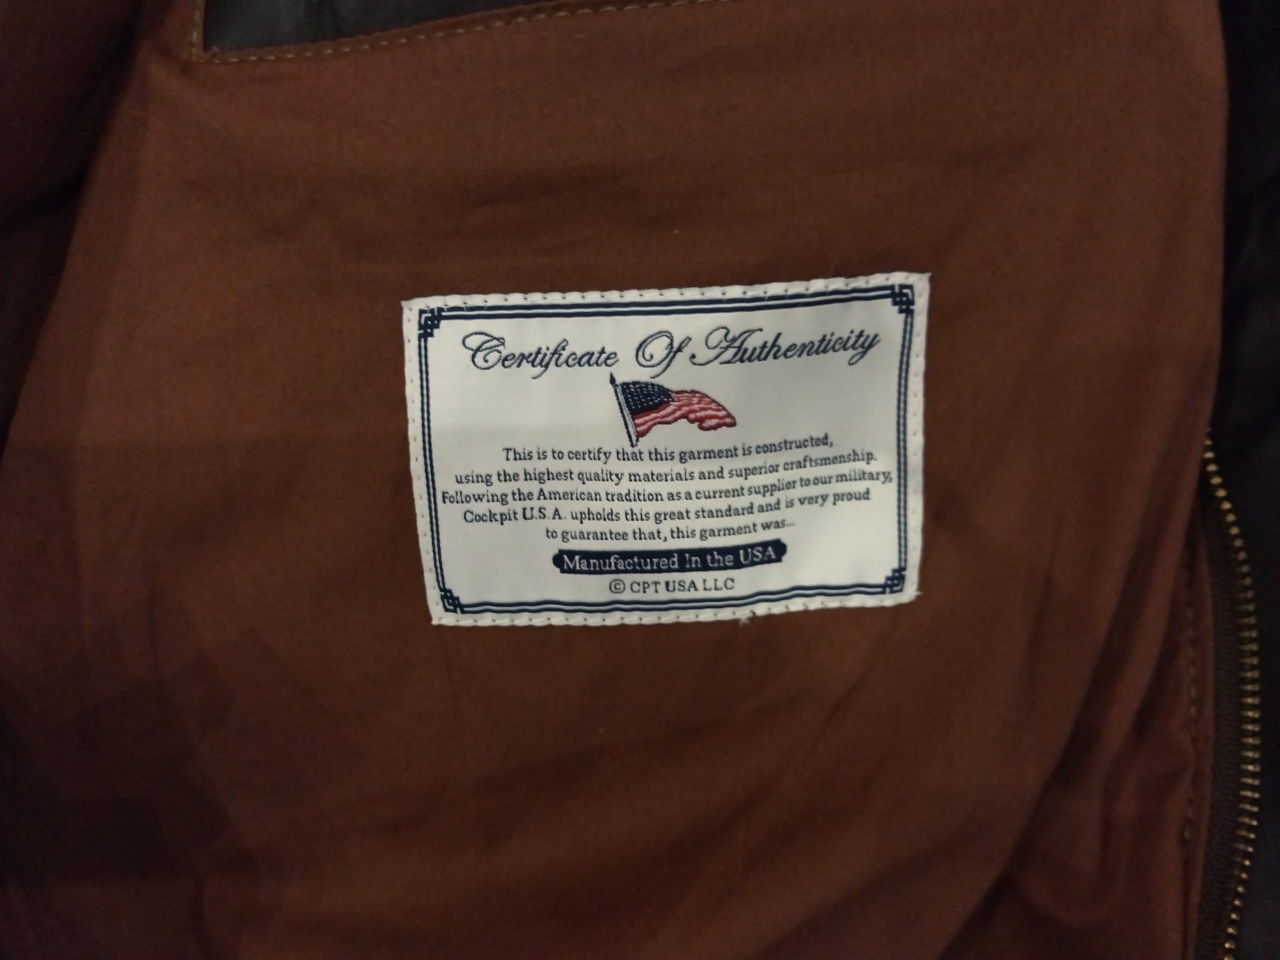 Certificate Of Authenticity
This is to certify that this garment is constructed,
using the highest quality materials and superior craftsmenship.
Following the American tradition as a current supplier to our military,
Cockpit U.S.A. upholds this great standard and is very proud
to guarantee that, this garment was...
Manufactured In the USA
© CPT USA LLC